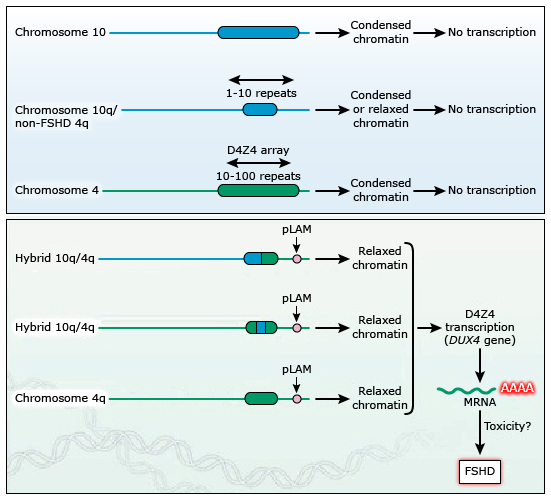 Chromosome 10
Condensed
chromatin
No transcription
1-10 repeats
Chromosome 10q/
non-FSHD 4q
Condensed
or relaxed
chromatin
No transcription
D4Z4 array
10-100 repeats
Chromosome 4
Condensed
chromatin
No transcription
pLAM
Hybrid 10q/4q
Relaxed
chromatin
pLAM
Hybrid 10q/4q
Relaxed
chromatin
D4Z4
transcription
(DUX4 gene)
pLAM
Chromosome 4q
Relaxed
chromatin
AAAA
MRNA
Toxicity?
FSHD